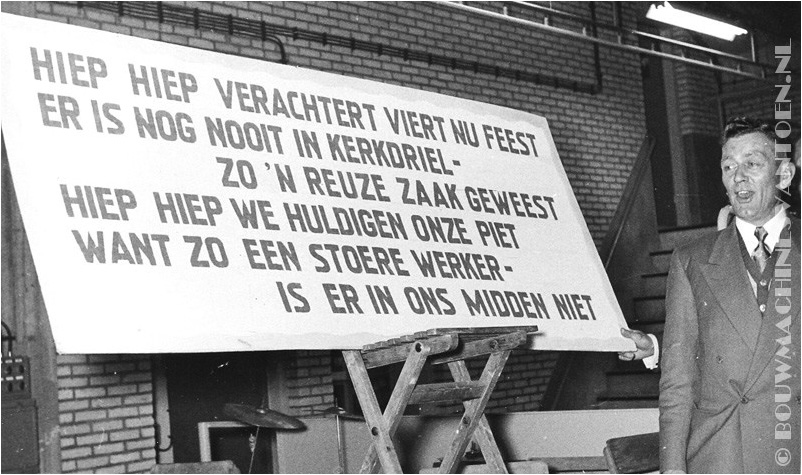 HIEP HIEP VERACHTERT VIERT NU FEEST
ER IS NOG NOOIT IN KERKDRIEL-
ZO 'N REUZE ZAAK GEWEEST
HIEP HIEP WE HULDIGEN ONZE PIET
WANT ZO EEN STOERE WERKER-
IS ER IN ONS MIDDEN NIET
© BOUWMACHINESVANTOEN.NL